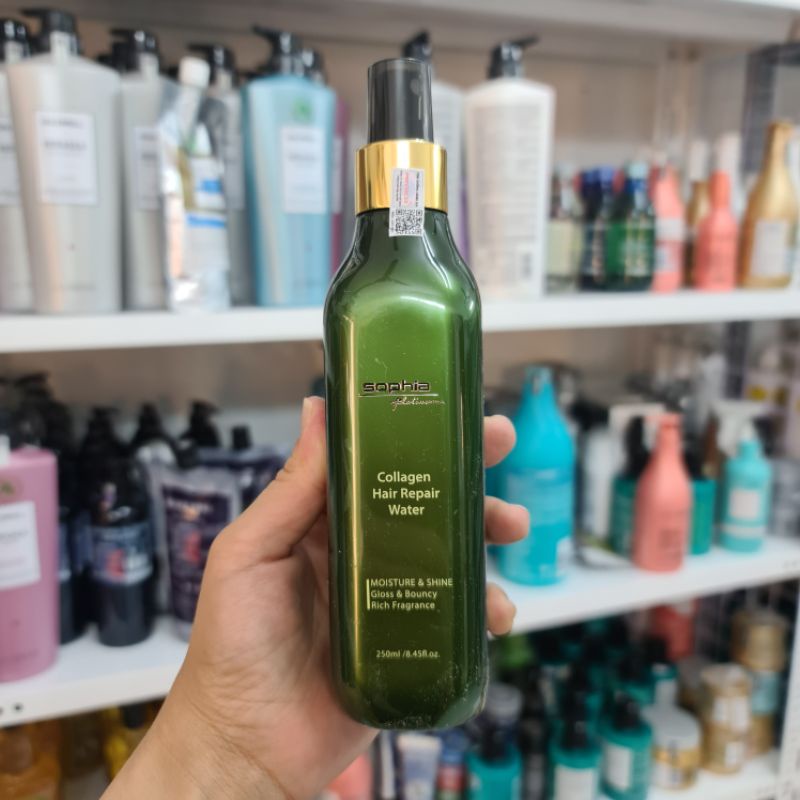 sophia
platinum
Collagen
Hair Repair
Water
MOISTURE & SHINE
Gloss & Bouncy
Rich Fragrance
250ml /8.45fl.oz.